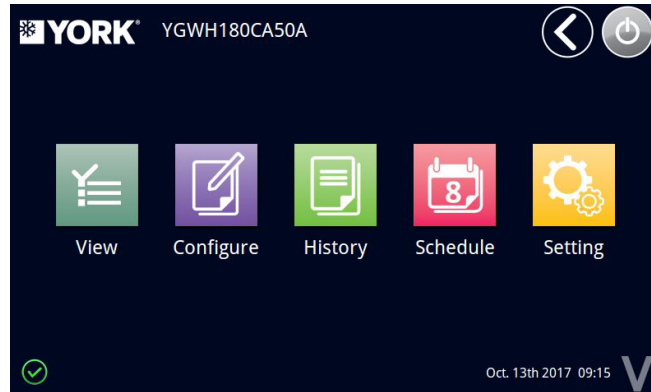 YORK® YGWH180CA50A
8
View Configure History Schedule Setting
Oct. 13th 2017 09:15 V